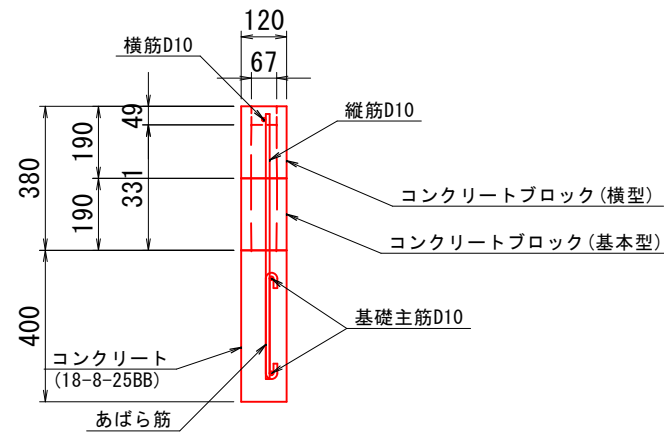 120
横筋D10
67
縦筋D10
49
190
380
331
コンクリートブロック(横型)
190
コンクリートブロック(基本型)
400
基礎主筋D10
コンクリート
(18-8-25BB)
あばら筋